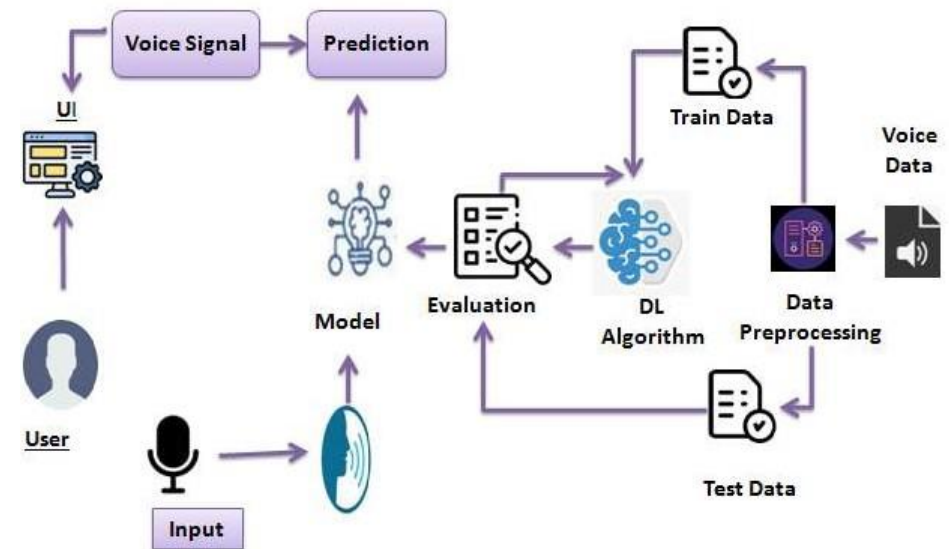 Voice Signal
Prediction
UI
Train Data
Voice
Data
Model
Evaluation
DL
Algorithm
Data
Preprocessing
User
Test Data
Input